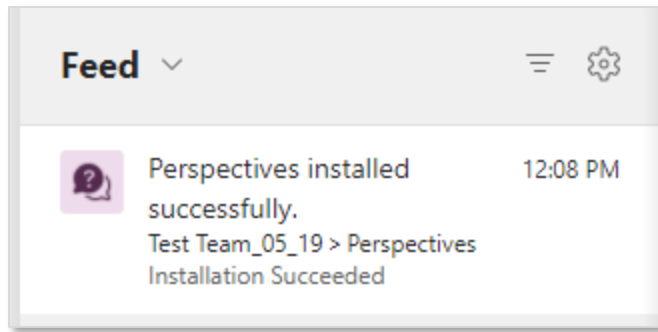 Feed
Perspectives installed 12:08 PM
successfully.
Test Team_05_19 > Perspectives
Installation Succeeded